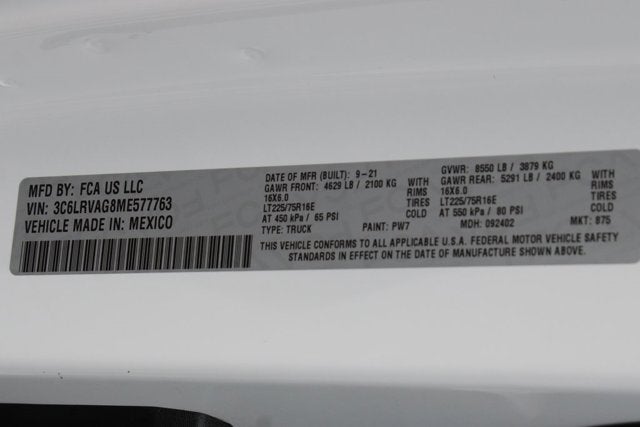 MFD BY: FCA US LLC
VIN: 3C6LRVAG8ME577763
VEHICLE MADE IN: MEXICO
DATE OF MFR (BUILT): 9-21
GAWR FRONT: 4629 LB / 2100 KG WITH
16X6.0 RIMS
LT225/75R16E TIRES
AT 450 kPa / 65 PSI COLD
TYPE: TRUCK PAINT: PW7
GVWR: 8550 LB / 3879 KG
GAWR REAR: 5291 LB / 2400 KG WITH
16X6.0 RIMS
LT225/75R16E TIRES
AT 550 kPa / 80 PSI COLD
MDH: 092402 MKT: 875
THIS VEHICLE CONFORMS TO ALL APPLICABLE U.S.A. FEDERAL MOTOR VEHICLE SAFETY
STANDARDS IN EFFECT ON THE DATE OF MANUFACTURE SHOWN ABOVE.